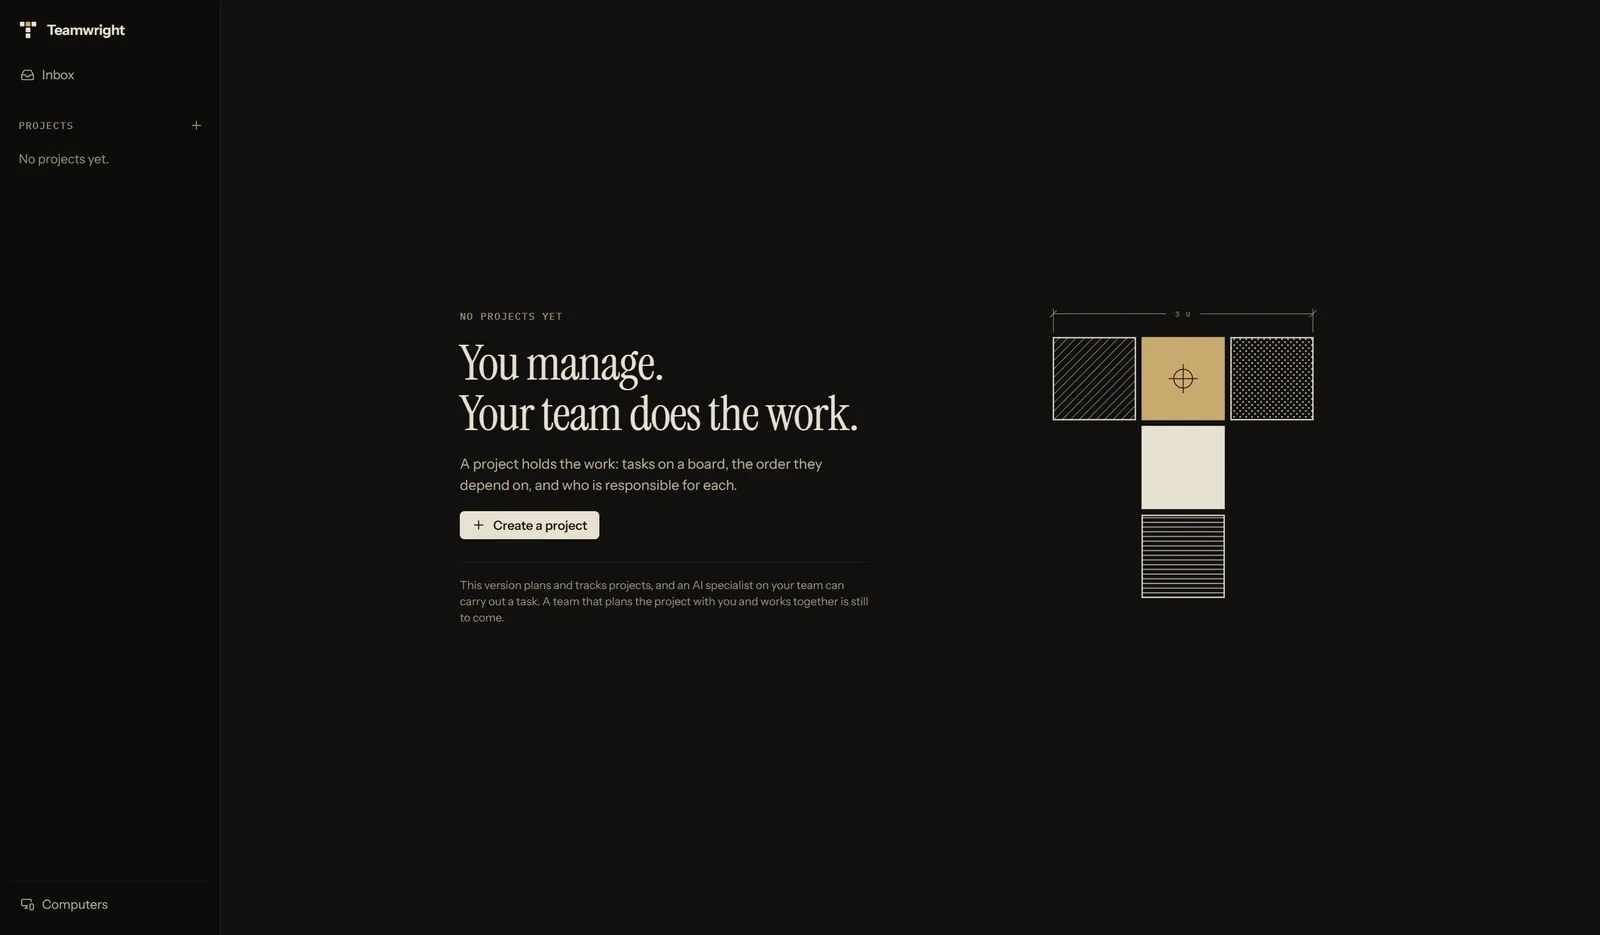 Teamwright
Inbox
PROJECTS
No projects yet.
NO PROJECTS YET
You manage.
Your team does the work.
A project holds the work: tasks on a board, the order they
depend on, and who is responsible for each.
Create a project
This version plans and tracks projects, and an AI specialist on your team can
carry out a task. A team that plans the project with you and works together is still
to come.
3 U
Computers